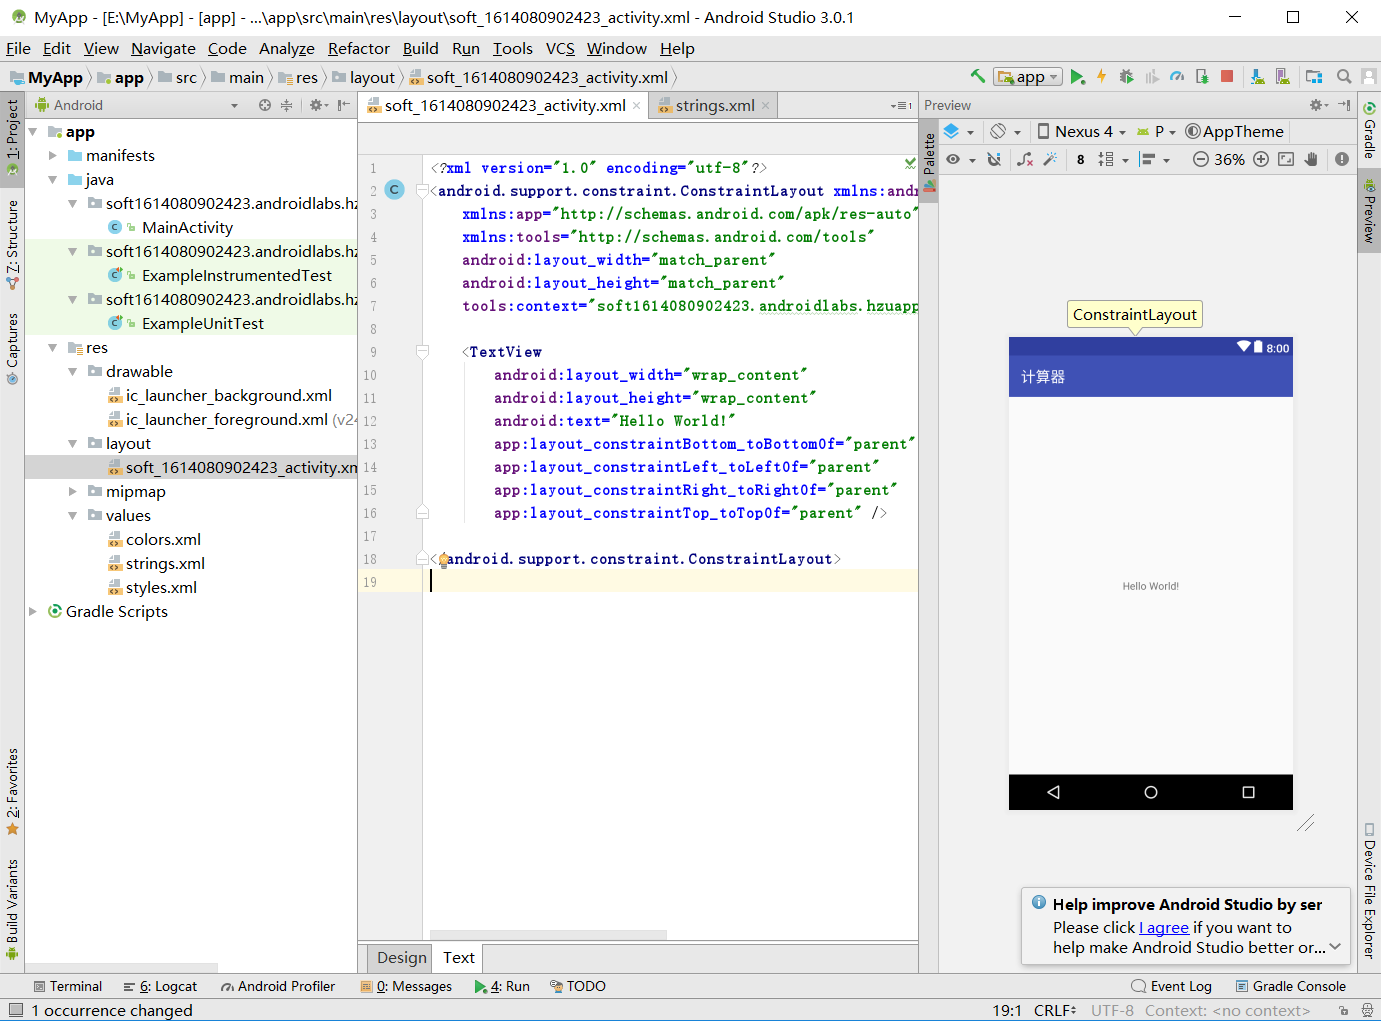 MyApp - [E:\MyApp] - [app] - ...\app\src\main\res\layout\soft_1614080902423_activity.xml - Android Studio 3.0.1
File Edit View Navigate Code Analyze Refactor Build Run Tools VCS Window Help
MyApp app src main res layout soft_1614080902423_activity.xml
app
Android
soft_1614080902423_activity.xml
strings.xml
1
Preview
1: Project
Z: Structure
Captures
2: Favorites
Build Variants
app
manifests
java
soft1614080902423.androidlabs.hz
MainActivity
soft1614080902423.androidlabs.hz
ExampleInstrumentedTest
soft1614080902423.androidlabs.hz
ExampleUnitTest
res
drawable
ic_launcher_background.xml
ic_launcher_foreground.xml (v24
layout
soft_1614080902423_activity.xm
mipmap
values
colors.xml
strings.xml
styles.xml
Gradle Scripts
1 <?xml version="1.0" encoding="utf-8"?>
2 <android.support.constraint.ConstraintLayout xmlns:andr
3 xmlns:app="http://schemas.android.com/apk/res-auto"
4 xmlns:tools="http://schemas.android.com/tools"
5 android:layout_width="match_parent"
6 android:layout_height="match_parent"
7 tools:context="soft1614080902423.androidlabs.hzuapp
8
9 <TextView
10 android:layout_width="wrap_content"
11 android:layout_height="wrap_content"
12 android:text="Hello World!"
13 app:layout_constraintBottom_toBottomOf="parent"
14 app:layout_constraintLeft_toLeftOf="parent"
15 app:layout_constraintRight_toRightOf="parent"
16 app:layout_constraintTop_toTopOf="parent" />
17
18 < android.support.constraint.ConstraintLayout>
19
Design Text
Palette
Nexus 4 P AppTheme
8 36%
ConstraintLayout
8:00
计算器
Hello World!
Help improve Android Studio by ser
Please click I agree if you want to
help make Android Studio better or...
Gradle
Preview
Device File Explorer
Terminal 6: Logcat Android Profiler 0: Messages 4: Run TODO Event Log Gradle Console
1 occurrence changed 19:1 CRLF UTF-8 Context: <no context>